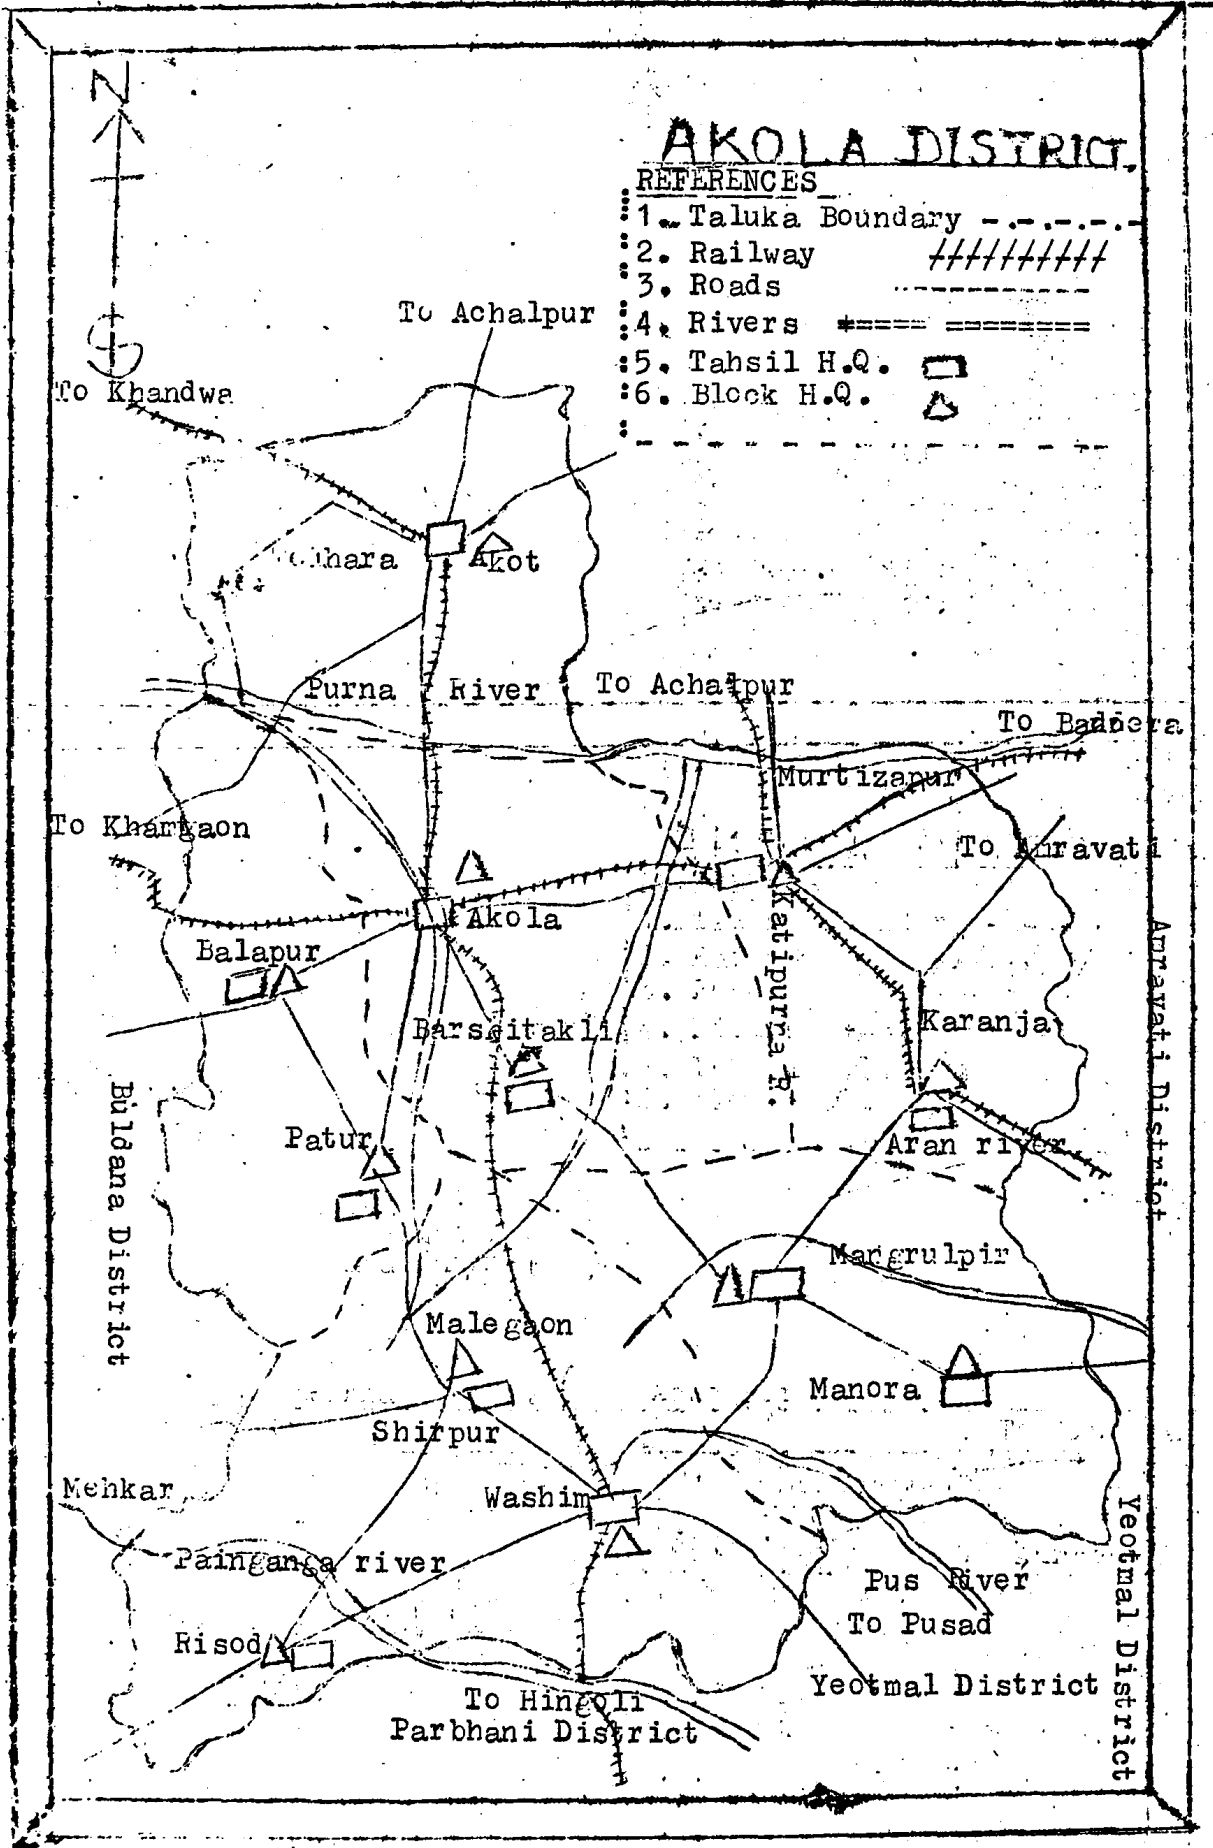 N
S
AKOLA DISTRICT.
REFERENCES
1. Taluka Boundary
2. Railway
3. Roads
4. Rivers
5. Tahsil H.Q.
6. Block H.Q.
To Achalpur
To Khandwa
Akot
Purna River
To Achalpur
To Badnera
Murtizapur
To Khamgaon
To Amravati
Akola
Balapur
Katipurna R.
Barsitakli
Karanja
Amravati District
Buldana District
Patur
Aran river
Mangrulpir
Malegaon
Manora
Shirpur
Mehkar
Washim
Painganga river
Pus River
To Pusad
Risod
Yeotmal District
Yeotmal District
To Hingoli
Parbhani District